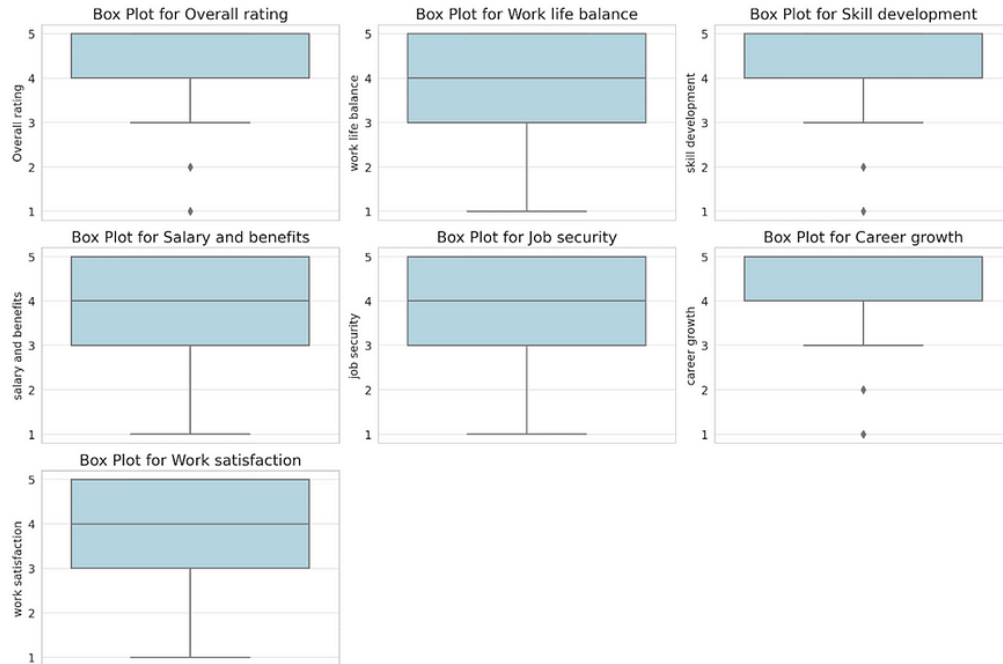 Box Plot for Overall rating
Overall rating
5
4
3
2
1
Box Plot for Work life balance
work life balance
5
4
3
2
1
Box Plot for Skill development
skill development
5
4
3
2
1
Box Plot for Salary and benefits
salary and benefits
5
4
3
2
1
Box Plot for Job security
job security
5
4
3
2
1
Box Plot for Career growth
career growth
5
4
3
2
1
Box Plot for Work satisfaction
work satisfaction
5
4
3
2
1